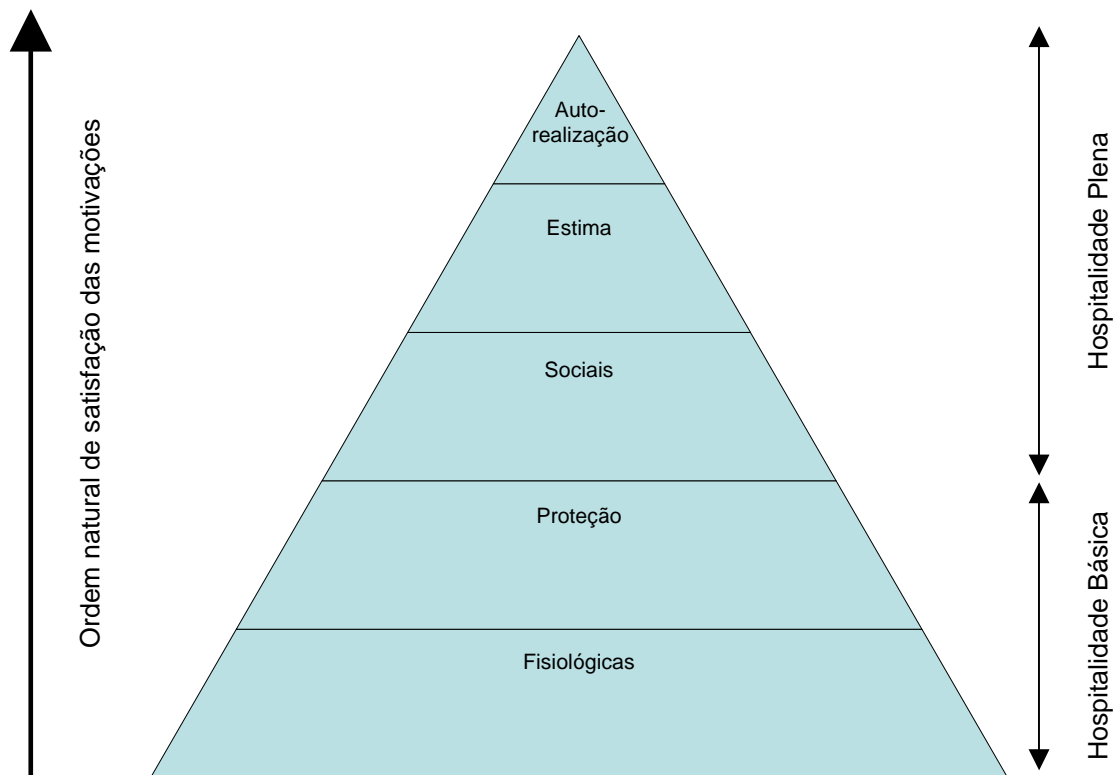 Ordem natural de satisfação das motivações
Auto-
realização
Estima
Sociais
Proteção
Fisiológicas
Hospitalidade Plena
Hospitalidade Básica